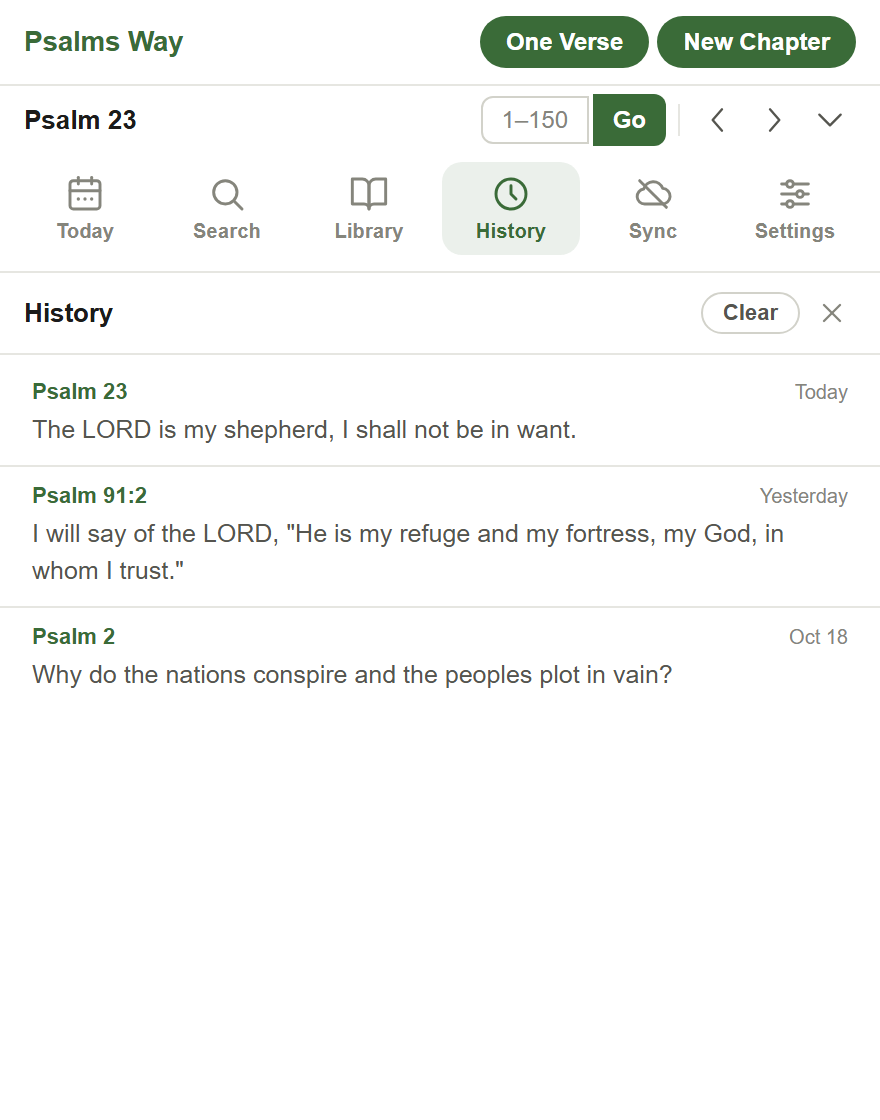 Psalms Way
One Verse
New Chapter
Psalm 23
1–150
Go
Today
Search
Library
History
Sync
Settings
History
Clear
Psalm 23
Today
The LORD is my shepherd, I shall not be in want.
Psalm 91:2
Yesterday
I will say of the LORD, "He is my refuge and my fortress, my God, in
whom I trust."
Psalm 2
Oct 18
Why do the nations conspire and the peoples plot in vain?